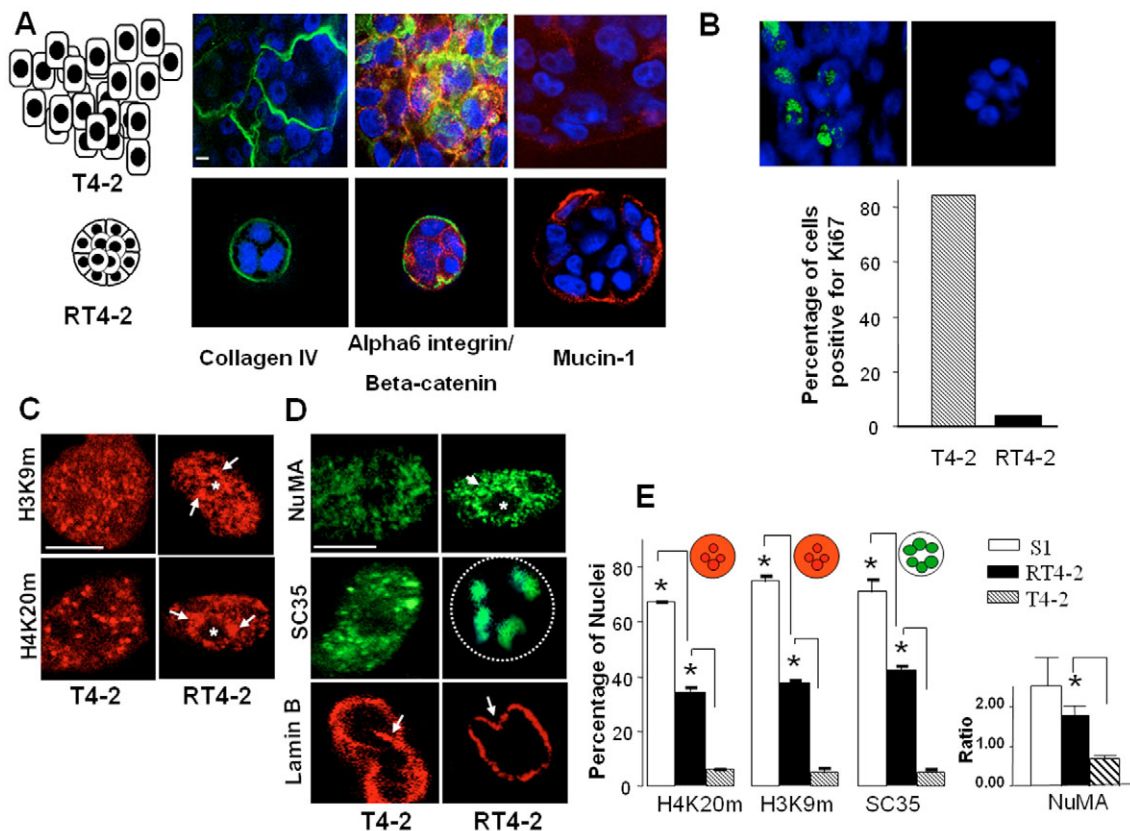 A
T4-2
RT4-2
Collagen IV
Alpha6 integrin/
Beta-catenin
Mucin-1
B
Percentage of cells
positive for Ki67
80
60
40
20
0
T4-2
RT4-2
C
H3K9m
H4K20m
*
*
T4-2
RT4-2
D
NuMA
SC35
Lamin B
*
T4-2
RT4-2
E
Percentage of Nuclei
80
60
40
20
0
*
*
*
*
*
*
H4K20m
H3K9m
SC35
S1
RT4-2
T4-2
Ratio
2.00
1.00
0.00
*
NuMA